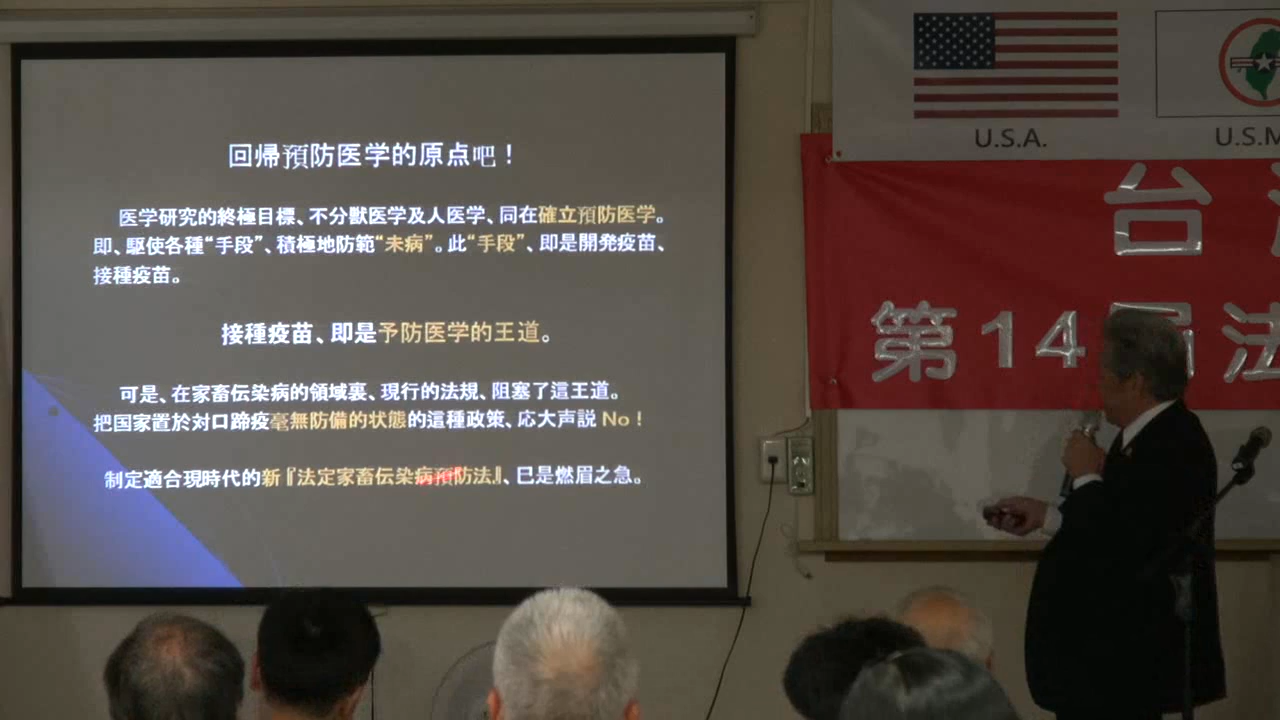 回帰預防医学的原点吧！
医学研究的終極目標、不分獣医学及人医学、同在確立預防医学。
即、駆使各種“手段”、積極地防範“未病”。此“手段”、即是開発疫苗、
接種疫苗。
接種疫苗、即是予防医学的王道。
可是、在家畜伝染病的領域裏、現行的法規、阻塞了這王道。
把国家置於対口蹄疫毫無防備的状態的這種政策、応大声説 No！
制定適合現時代的新『法定家畜伝染病預防法』、巳是燃眉之急。
U.S.A.
U.S.M
台
第14届法